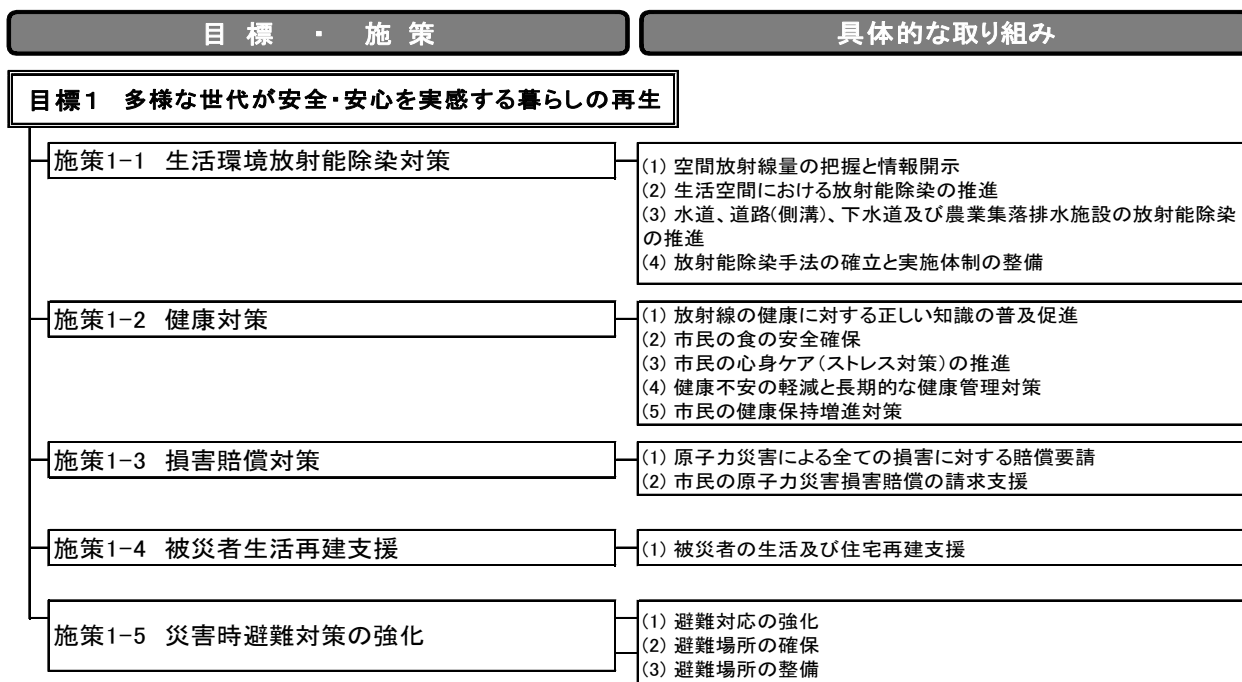 目 標 ・ 施 策
具体的な取り組み
目標1 多様な世代が安全・安心を実感する暮らしの再生
施策1-1 生活環境放射能除染対策
(1) 空間放射線量の把握と情報開示
(2) 生活空間における放射能除染の推進
(3) 水道、道路(側溝)、下水道及び農業集落排水施設の放射能除染
の推進
(4) 放射能除染手法の確立と実施体制の整備
施策1-2 健康対策
(1) 放射線の健康に対する正しい知識の普及促進
(2) 市民の食の安全確保
(3) 市民の心身ケア(ストレス対策)の推進
(4) 健康不安の軽減と長期的な健康管理対策
(5) 市民の健康保持増進対策
施策1-3 損害賠償対策
(1) 原子力災害による全ての損害に対する賠償要請
(2) 市民の原子力災害損害賠償の請求支援
施策1-4 被災者生活再建支援
(1) 被災者の生活及び住宅再建支援
施策1-5 災害時避難対策の強化
(1) 避難対応の強化
(2) 避難場所の確保
(3) 避難場所の整備